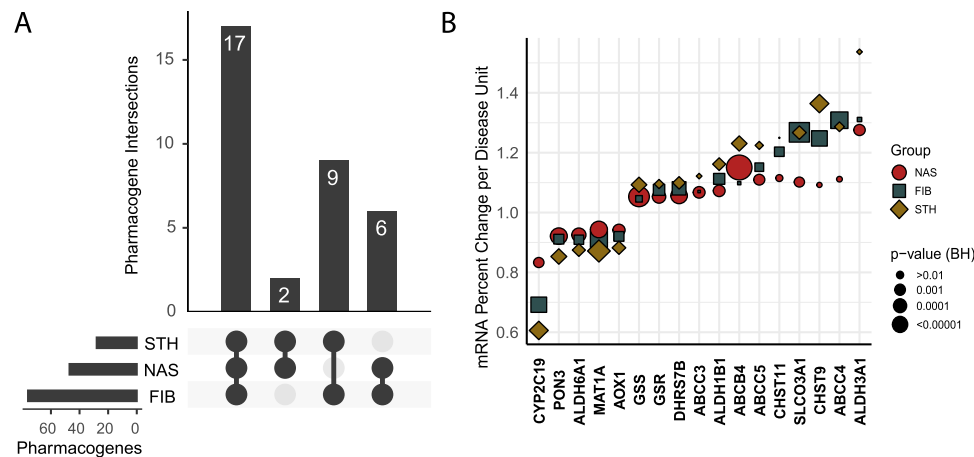 A
Pharmacogene Intersections
15
10
5
0
17
2
9
6
STH
NAS
FIB
60 40 20 0
Pharmacogenes
B
mRNA Percent Change per Disease Unit
1.4
1.2
1.0
0.8
0.6
CYP2C19
PON3
ALDH6A1
MAT1A
AOX1
GSS
GSR
DHRS7B
ABCC3
ALDH1B1
ABCB4
ABCC5
CHST11
SLCO3A1
CHST9
ABCC4
ALDH3A1
Group
NAS
FIB
STH
p−value (BH)
>0.01
0.001
0.0001
<0.00001